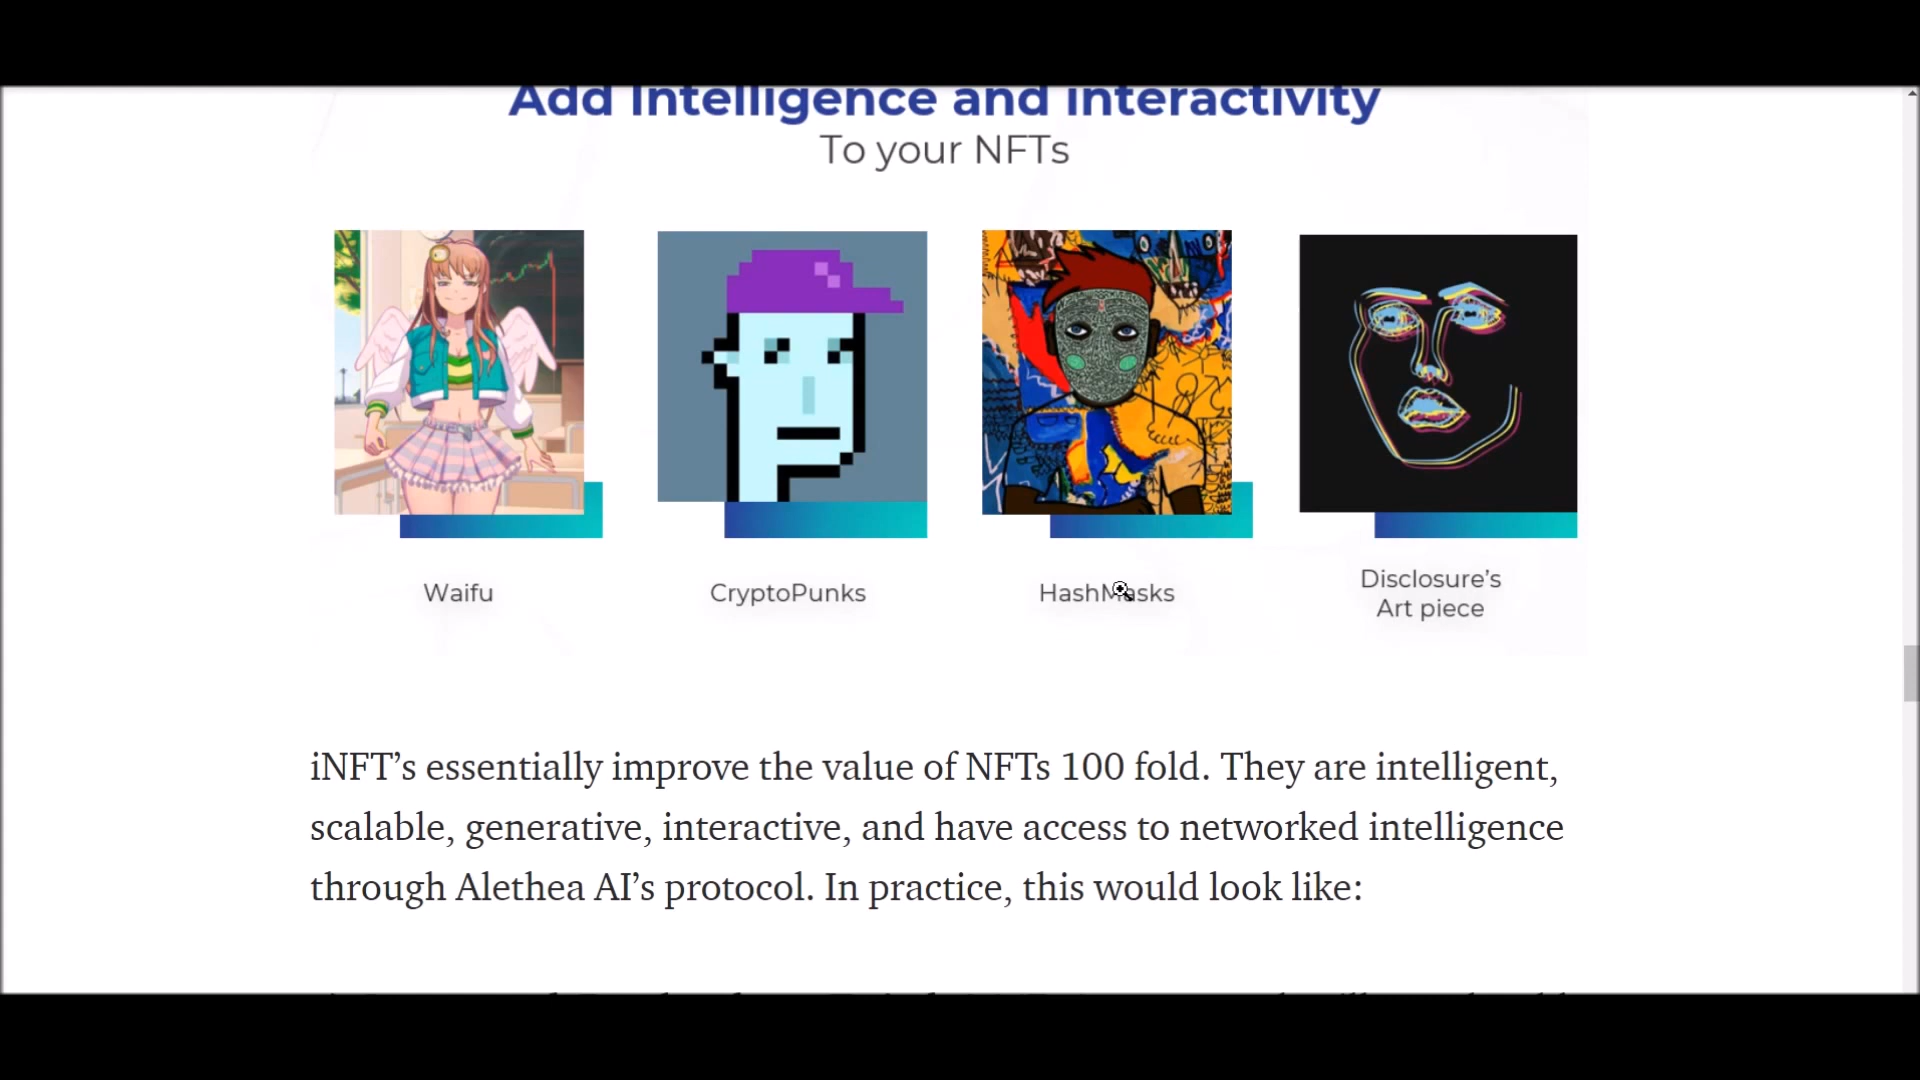 Add Intelligence and interactivity
To your NFTs
Waifu
CryptoPunks
HashMasks
Disclosure’s
Art piece
iNFT’s essentially improve the value of NFTs 100 fold. They are intelligent,
scalable, generative, interactive, and have access to networked intelligence
through Alethea AI’s protocol. In practice, this would look like: